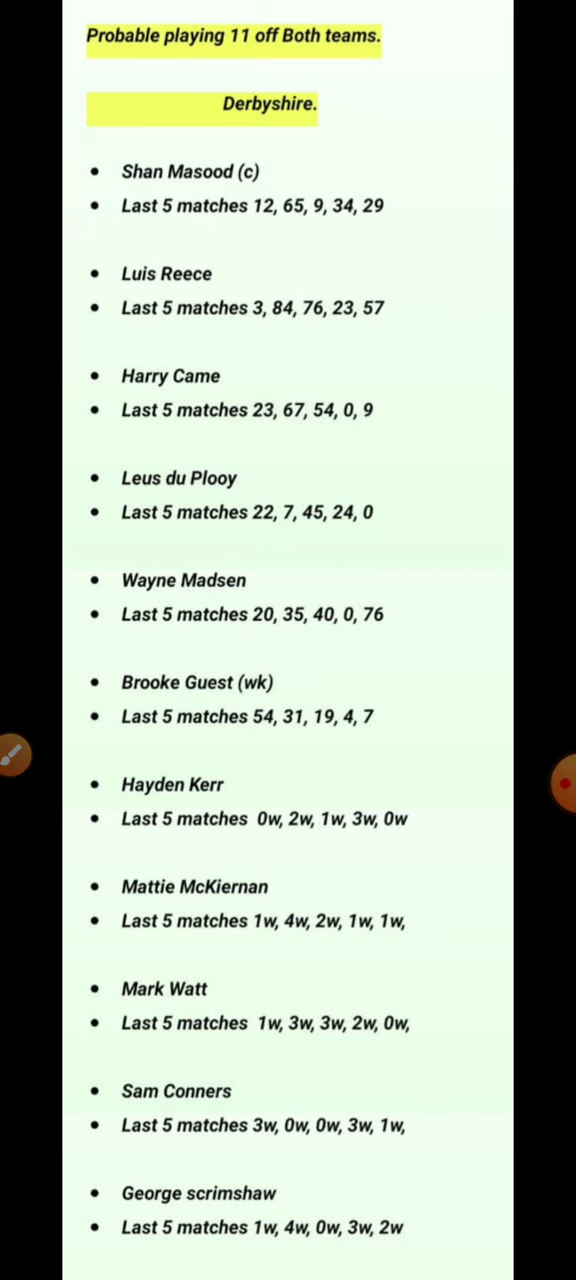 Probable playing 11 off Both teams.
Derbyshire.
• Shan Masood (c)
• Last 5 matches 12, 65, 9, 34, 29
• Luis Reece
• Last 5 matches 3, 84, 76, 23, 57
• Harry Came
• Last 5 matches 23, 67, 54, 0, 9
• Leus du Plooy
• Last 5 matches 22, 7, 45, 24, 0
• Wayne Madsen
• Last 5 matches 20, 35, 40, 0, 76
• Brooke Guest (wk)
• Last 5 matches 54, 31, 19, 4, 7
• Hayden Kerr
• Last 5 matches 0w, 2w, 1w, 3w, 0w
• Mattie McKiernan
• Last 5 matches 1w, 4w, 2w, 1w, 1w,
• Mark Watt
• Last 5 matches 1w, 3w, 3w, 2w, 0w,
• Sam Conners
• Last 5 matches 3w, 0w, 0w, 3w, 1w,
• George scrimshaw
• Last 5 matches 1w, 4w, 0w, 3w, 2w